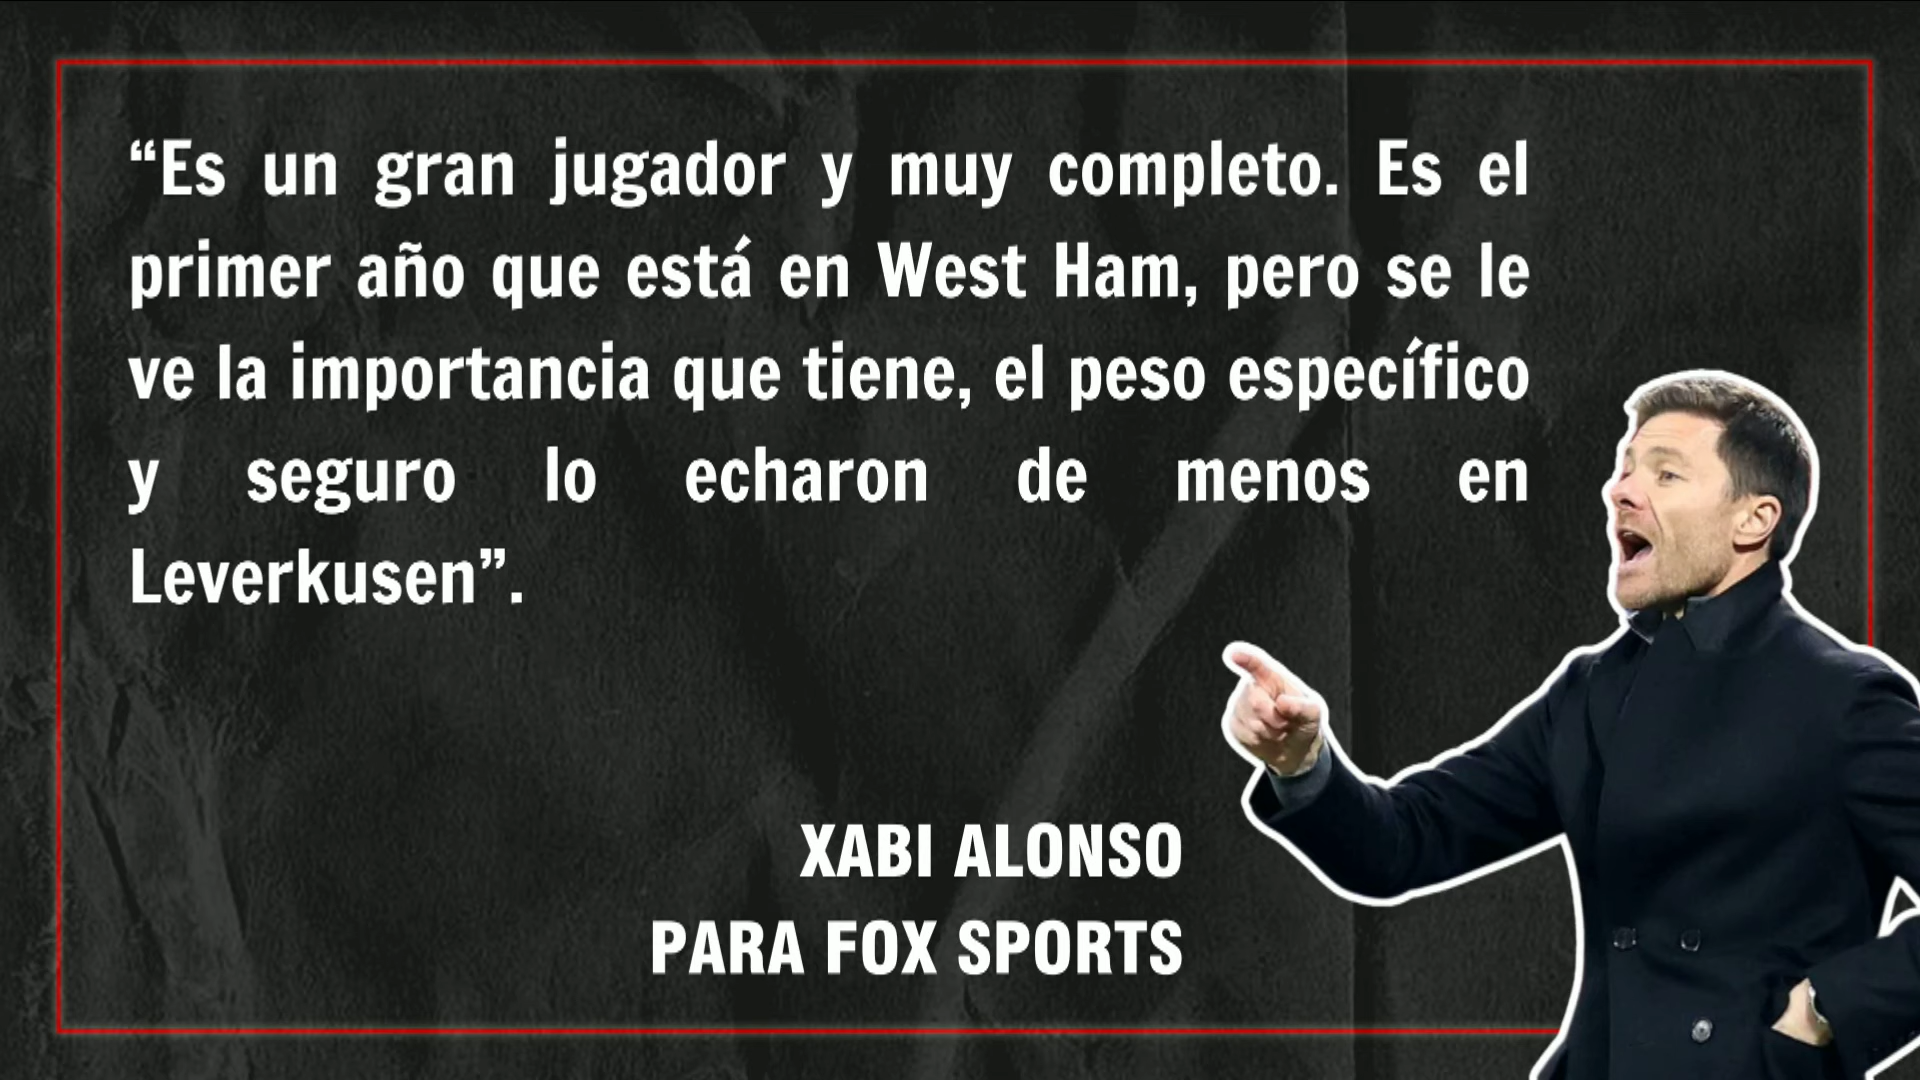 “Es un gran jugador y muy completo. Es el
primer año que está en West Ham, pero se le
ve la importancia que tiene, el peso específico
y seguro lo echaron de menos en
Leverkusen”.
XABI ALONSO
PARA FOX SPORTS